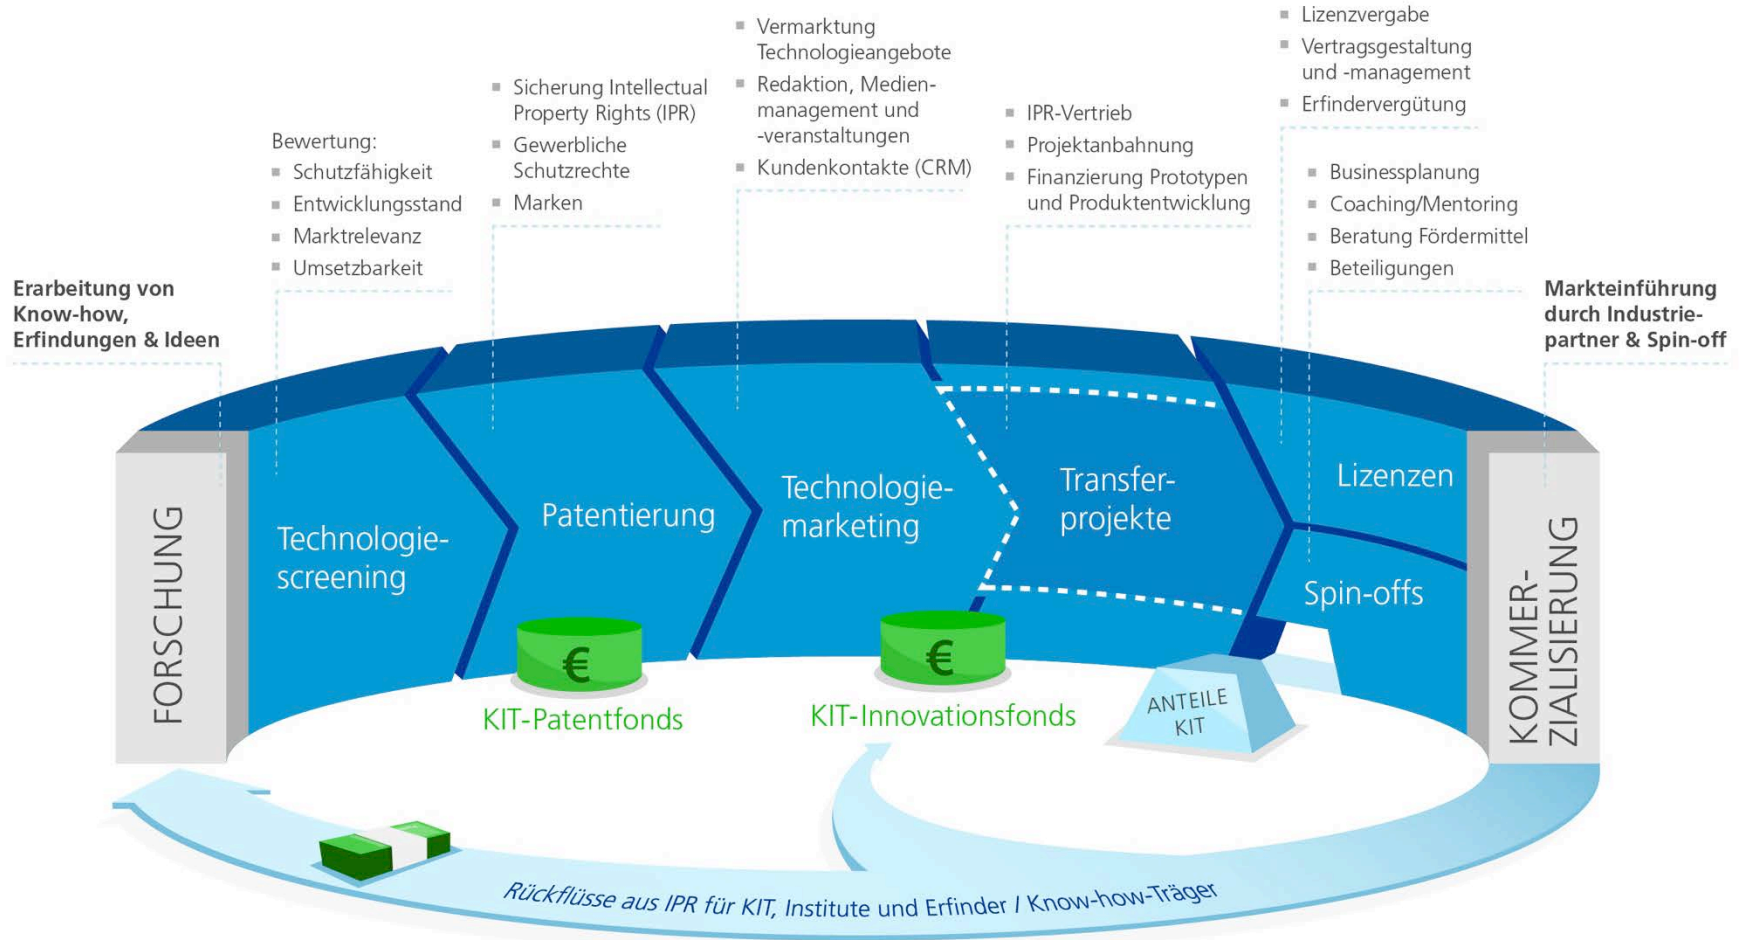 Erarbeitung von
Know-how,
Erfindungen & Ideen
Bewertung:
Schutzfähigkeit
Entwicklungsstand
Marktrelevanz
Umsetzbarkeit
Sicherung Intellectual
Property Rights (IPR)
Gewerbliche
Schutzrechte
Marken
Vermarktung
Technologieangebote
Redaktion, Medien-
management und
-veranstaltungen
Kundenkontakte (CRM)
IPR-Vertrieb
Projektanbahnung
Finanzierung Prototypen
und Produktentwicklung
Lizenzvergabe
Vertragsgestaltung
und -management
Erfindervergütung
Businessplanung
Coaching/Mentoring
Beratung Fördermittel
Beteiligungen
Markteinführung
durch Industrie-
partner & Spin-off
FORSCHUNG
Technologie-
screening
Patentierung
Technologie-
marketing
Transfer-
projekte
Lizenzen
Spin-offs
KOMMER-
ZIALISIERUNG
€
KIT-Patentfonds
€
KIT-Innovationsfonds
ANTEILE
KIT
Rückflüsse aus IPR für KIT, Institute und Erfinder / Know-how-Träger